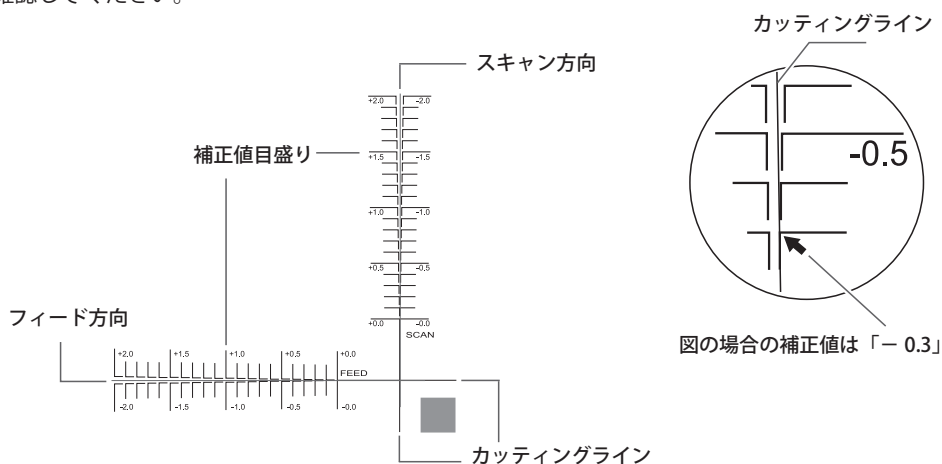 確認してください。
カッティングライン
スキャン方向
+2.0 -2.0
補正値目盛り
+1.5 -1.5
-0.5
+1.0 -1.0
+0.5 -0.5
フィード方向
+0.0 -0.0
SCAN
図の場合の補正値は「− 0.3」
+2.0 +1.5 +1.0 +0.5 +0.0
FEED
-2.0 -1.5 -1.0 -0.5 -0.0
カッティングライン